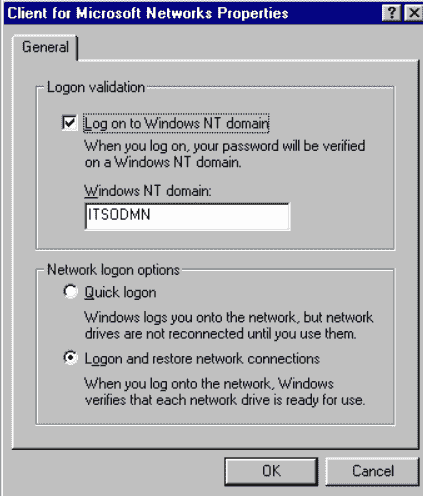 Client for Microsoft Networks Properties
General
Logon validation
Log on to Windows NT domain
When you log on, your password will be verified
on a Windows NT domain.
Windows NT domain:
ITSODMN
Network logon options
Quick logon
Windows logs you onto the network, but network
drives are not reconnected until you use them.
Logon and restore network connections
When you log onto the network, Windows
verifies that each network drive is ready for use.
OK
Cancel